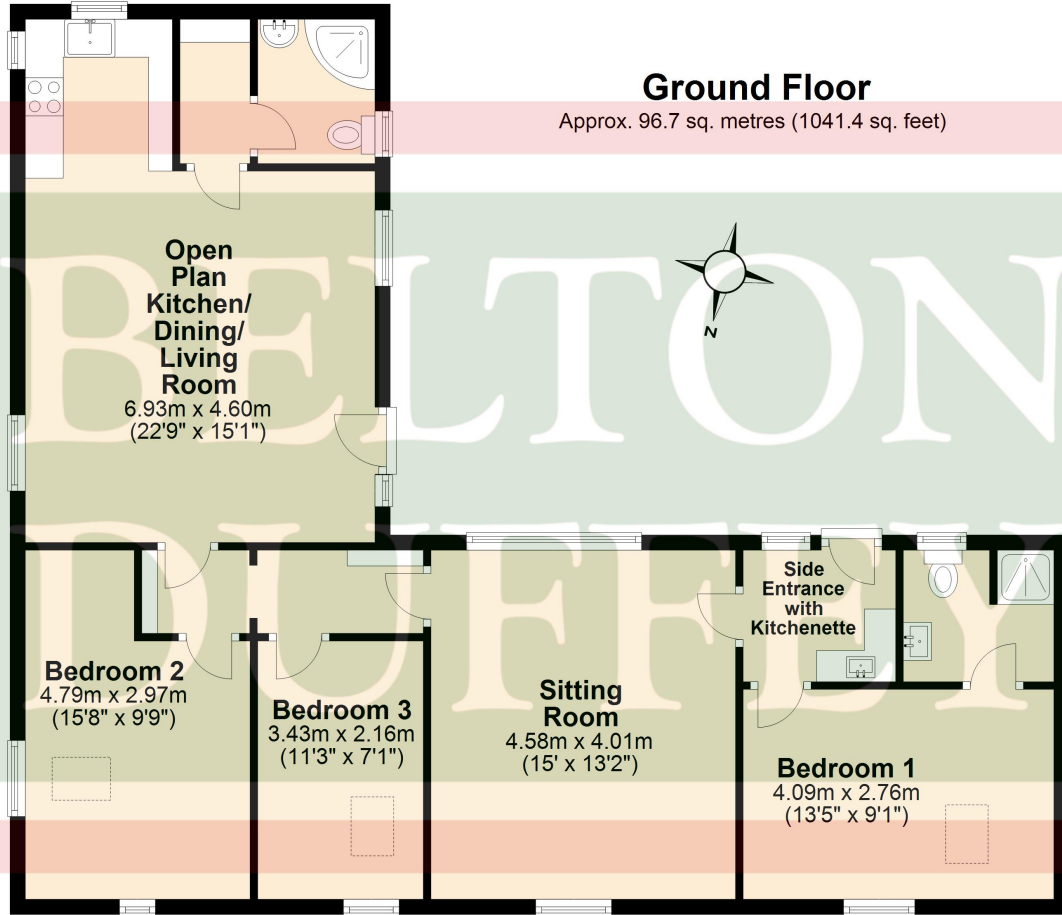 Ground Floor
Approx. 96.7 sq. metres (1041.4 sq. feet)
Open
Plan
Kitchen/
Dining/
Living
Room
6.93m x 4.60m
(22'9" x 15'1")
N
Side
Entrance
with
Kitchenette
Bedroom 2
4.79m x 2.97m
(15'8" x 9'9")
Bedroom 3
3.43m x 2.16m
(11'3" x 7'1")
Sitting
Room
4.58m x 4.01m
(15' x 13'2")
Bedroom 1
4.09m x 2.76m
(13'5" x 9'1")
BELTON
DUFFEY